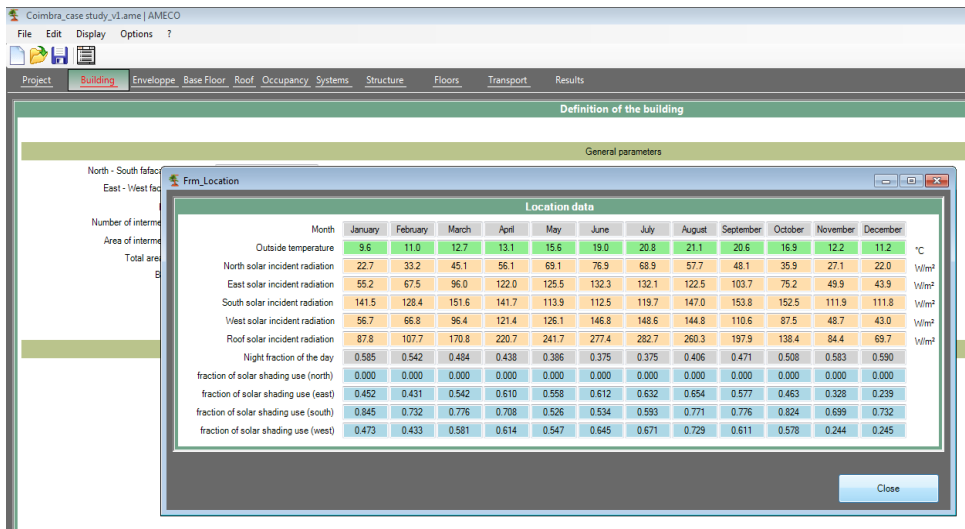 Coimbra_case study_v1.ame | AMECO
File Edit Display Options ?
Project Building Enveloppe Base Floor Roof Occupancy Systems Structure Floors Transport Results
Definition of the building
General parameters
North - South fafaca
East - West fac
Number of interme
Area of interme
Total area
B
Frm_Location
Location data
Month January February March April May June July August September October November December
Outside temperature 9.6 11.0 12.7 13.1 15.6 19.0 20.8 21.1 20.6 16.9 12.2 11.2 °C
North solar incident radiation 22.7 33.2 45.1 56.1 69.1 76.9 68.9 57.7 48.1 35.9 27.1 22.0 W/m²
East solar incident radiation 55.2 67.5 96.0 122.0 125.5 132.3 132.1 122.5 103.7 75.2 49.9 43.9 W/m²
South solar incident radiation 141.5 128.4 151.6 141.7 113.9 112.5 119.7 147.0 153.8 152.5 111.9 111.8 W/m²
West solar incident radiation 56.7 66.8 96.4 121.4 126.1 146.8 148.6 144.8 110.6 87.5 48.7 43.0 W/m²
Roof solar incident radiation 87.8 107.7 170.8 220.7 241.7 277.4 282.7 260.3 197.9 138.4 84.4 69.7 W/m²
Night fraction of the day 0.585 0.542 0.484 0.438 0.386 0.375 0.375 0.406 0.471 0.508 0.583 0.590
fraction of solar shading use (north) 0.000 0.000 0.000 0.000 0.000 0.000 0.000 0.000 0.000 0.000 0.000 0.000
fraction of solar shading use (east) 0.452 0.431 0.542 0.610 0.558 0.612 0.632 0.654 0.577 0.463 0.328 0.239
fraction of solar shading use (south) 0.845 0.732 0.776 0.708 0.526 0.534 0.593 0.771 0.776 0.824 0.699 0.732
fraction of solar shading use (west) 0.473 0.433 0.581 0.614 0.547 0.645 0.671 0.729 0.611 0.578 0.244 0.245
Close